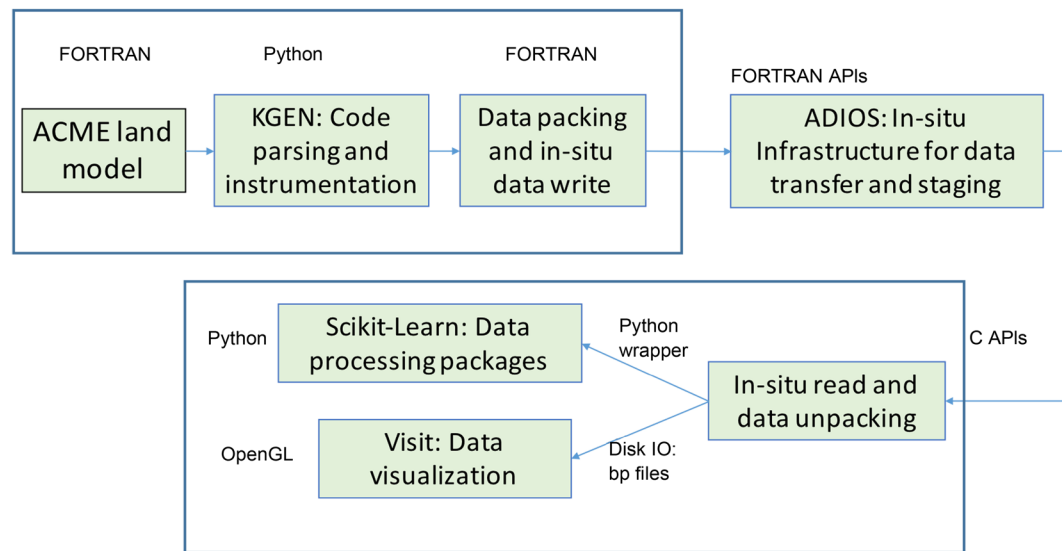 FORTRAN
Python
FORTRAN
FORTRAN APIs
ACME land
model
KGEN: Code
parsing and
instrumentation
Data packing
and in-situ
data write
ADIOS: In-situ
Infrastructure for data
transfer and staging
Python
Scikit-Learn: Data
processing packages
Python
wrapper
C APIs
In-situ read and
data unpacking
OpenGL
Visit: Data
visualization
Disk IO:
bp files